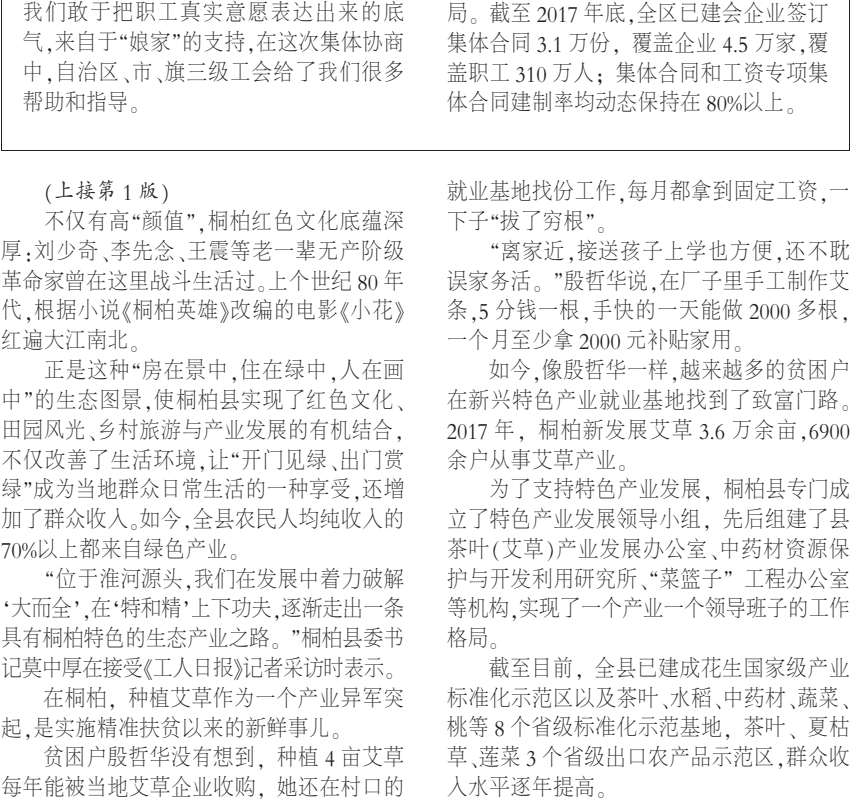 我们敢于把职工真实意愿表达出来的底
气,来自于“娘家”的支持,在这次集体协商
中,自治区、市、旗三级工会给了我们很多
帮助和指导。
局。截至 2017 年底,全区已建会企业签订
集体合同 3.1 万份，覆盖企业 4.5 万家,覆
盖职工 310 万人；集体合同和工资专项集
体合同建制率均动态保持在 80%以上。
(上接第 1 版)
不仅有高“颜值”,桐柏红色文化底蕴深
厚:刘少奇、李先念、王震等老一辈无产阶级
革命家曾在这里战斗生活过。上个世纪 80 年
代,根据小说《桐柏英雄》改编的电影《小花》
红遍大江南北。
正是这种“房在景中,住在绿中,人在画
中”的生态图景,使桐柏县实现了红色文化、
田园风光、乡村旅游与产业发展的有机结合,
不仅改善了生活环境,让“开门见绿、出门赏
绿”成为当地群众日常生活的一种享受,还增
加了群众收入。如今,全县农民人均纯收入的
70%以上都来自绿色产业。
“位于淮河源头,我们在发展中着力破解
‘大而全’,在‘特和精’上下功夫,逐渐走出一条
具有桐柏特色的生态产业之路。”桐柏县委书
记莫中厚在接受《工人日报》记者采访时表示。
在桐柏，种植艾草作为一个产业异军突
起,是实施精准扶贫以来的新鲜事儿。
贫困户殷哲华没有想到，种植 4 亩艾草
每年能被当地艾草企业收购，她还在村口的
就业基地找份工作,每月都拿到固定工资,一
下子“拔了穷根”。
“离家近,接送孩子上学也方便,还不耽
误家务活。”殷哲华说,在厂子里手工制作艾
条,5 分钱一根,手快的一天能做 2000 多根,
一个月至少拿 2000 元补贴家用。
如今,像殷哲华一样,越来越多的贫困户
在新兴特色产业就业基地找到了致富门路。
2017 年，桐柏新发展艾草 3.6 万余亩,6900
余户从事艾草产业。
为了支持特色产业发展，桐柏县专门成
立了特色产业发展领导小组，先后组建了县
茶叶(艾草)产业发展办公室、中药材资源保
护与开发利用研究所、“菜篮子”工程办公室
等机构,实现了一个产业一个领导班子的工作
格局。
截至目前，全县已建成花生国家级产业
标准化示范区以及茶叶、水稻、中药材、蔬菜、
桃等 8 个省级标准化示范基地，茶叶、夏枯
草、莲菜 3 个省级出口农产品示范区,群众收
入水平逐年提高。